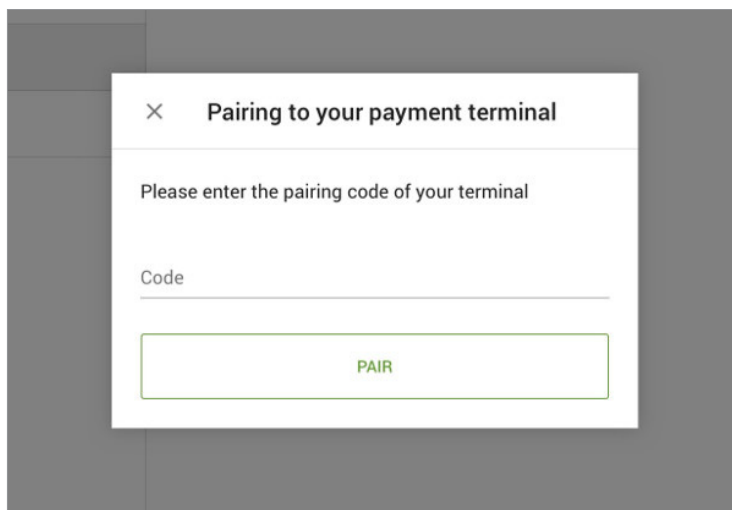 Pairing to your payment terminal
Please enter the pairing code of your terminal
Code
PAIR